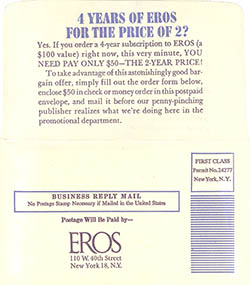 4 YEARS OF EROS
FOR THE PRICE OF 2?
Yes. If you order a 4-year subscription to EROS (a
$100 value) right now, this very minute, YOU
NEED PAY ONLY $50—THE 2-YEAR PRICE!
To take advantage of this astonishingly good bar-
gain offer, simply fill out the order form below,
enclose $50 in check or money order in this postpaid
envelope, and mail it before our penny-pinching
publisher realizes what we're doing here in the
promotional department.
FIRST CLASS
Permit No. 24277
New York, N.Y.
BUSINESS REPLY MAIL
No Postage Stamp Necessary if Mailed in the United States
Postage Will Be Paid by—
EROS
110 W. 40th Street
New York 18, N.Y.